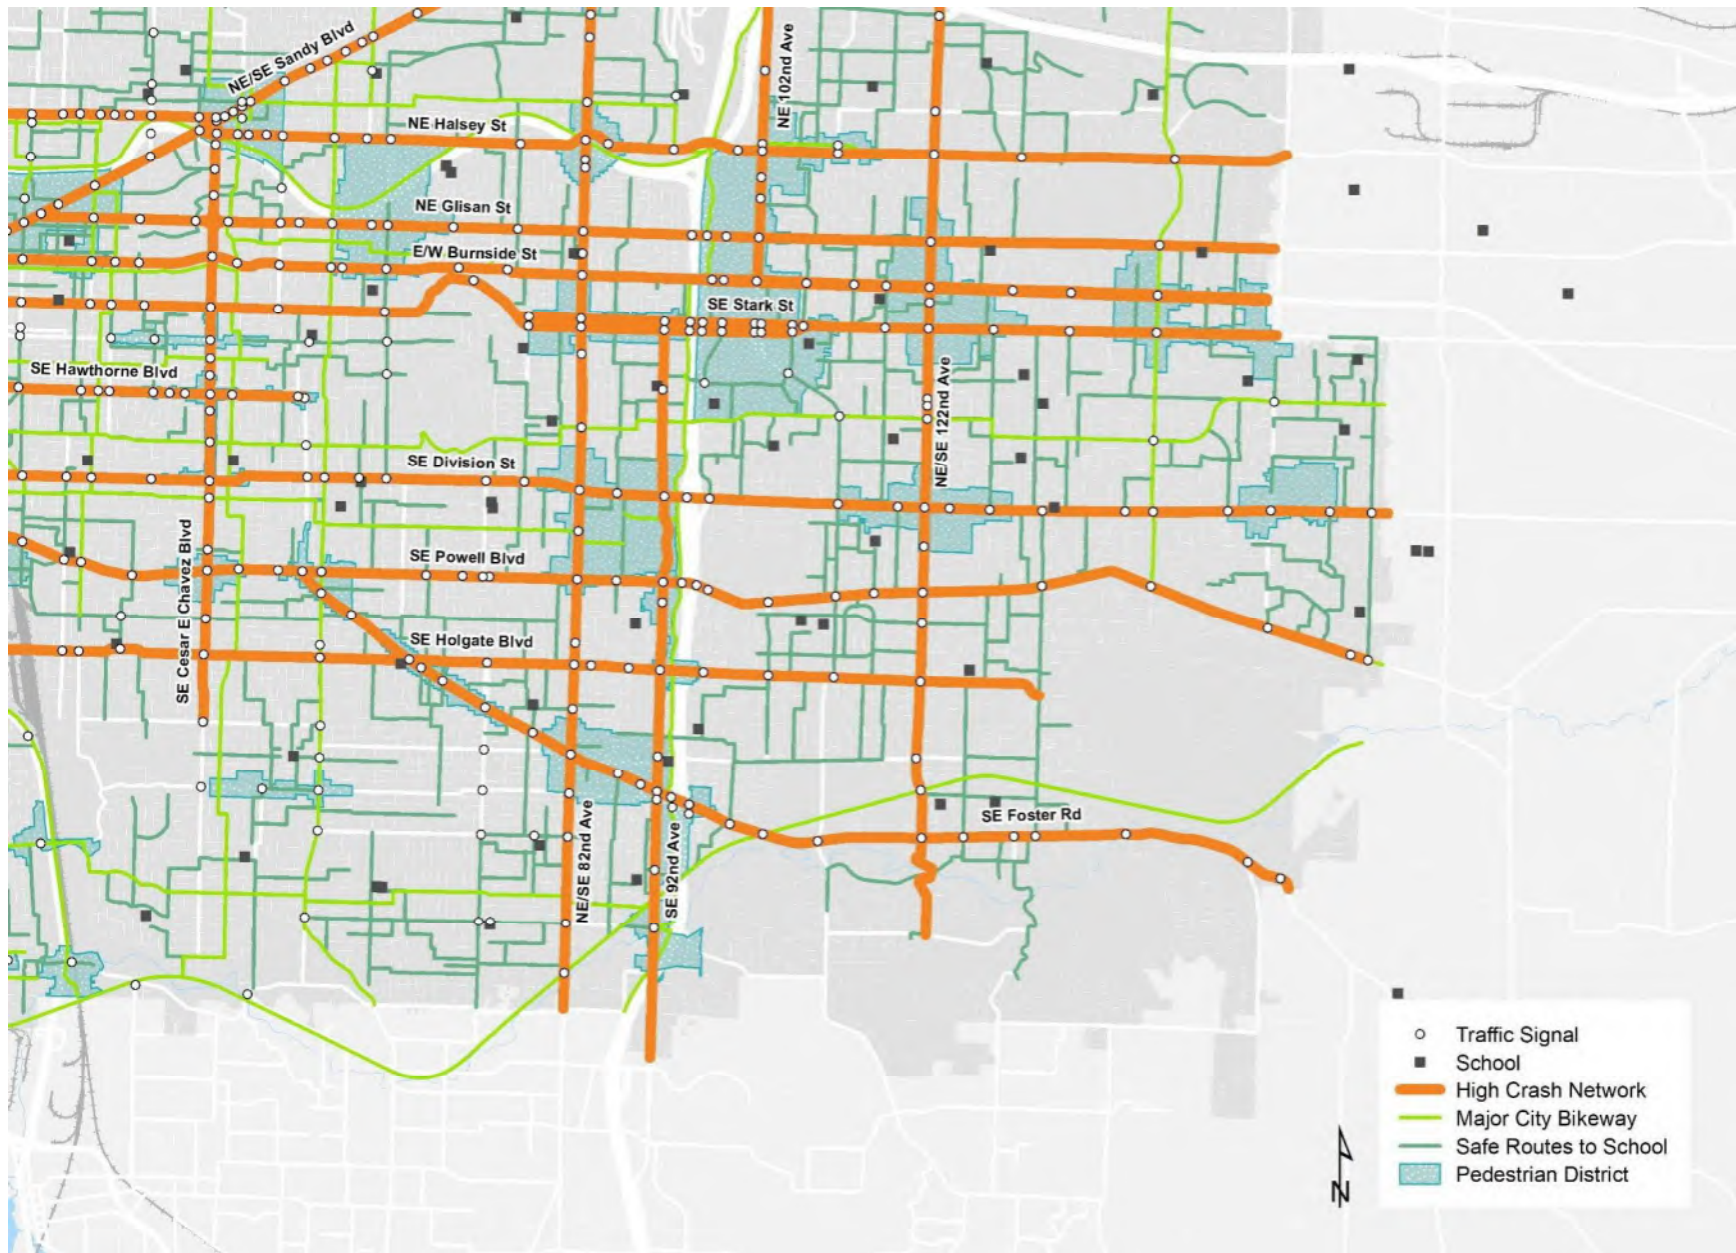 NE/SE Sandy Blvd
NE 102nd Ave
NE Halsey St
NE Glisan St
E/W Burnside St
SE Stark St
SE Hawthorne Blvd
NE/SE 122nd Ave
SE Division St
SE Cesar E Chavez Blvd
SE Powell Blvd
SE Holgate Blvd
NE/SE 82nd Ave
SE 92nd Ave
SE Foster Rd
Traffic Signal
School
High Crash Network
Major City Bikeway
Safe Routes to School
Pedestrian District
N